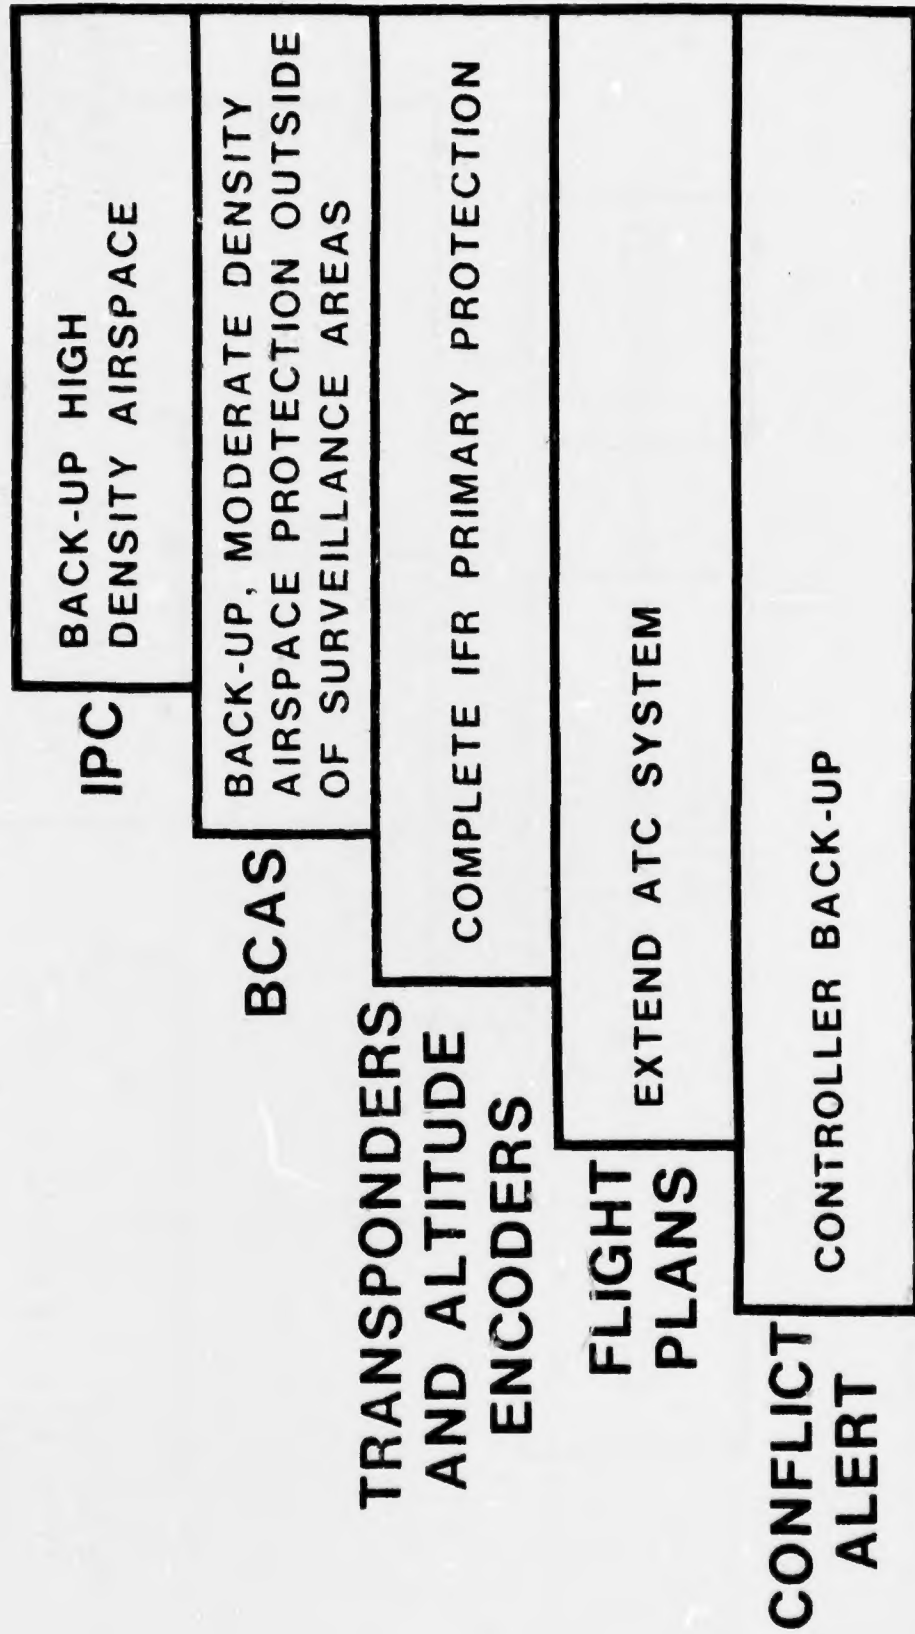 IPC
BACK-UP HIGH
DENSITY AIRSPACE
BCAS
BACK-UP, MODERATE DENSITY
AIRSPACE PROTECTION OUTSIDE
OF SURVEILLANCE AREAS
TRANSPONDERS
AND ALTITUDE
ENCODERS
COMPLETE IFR PRIMARY PROTECTION
FLIGHT
PLANS
EXTEND ATC SYSTEM
CONFLICT
ALERT
CONTROLLER BACK-UP